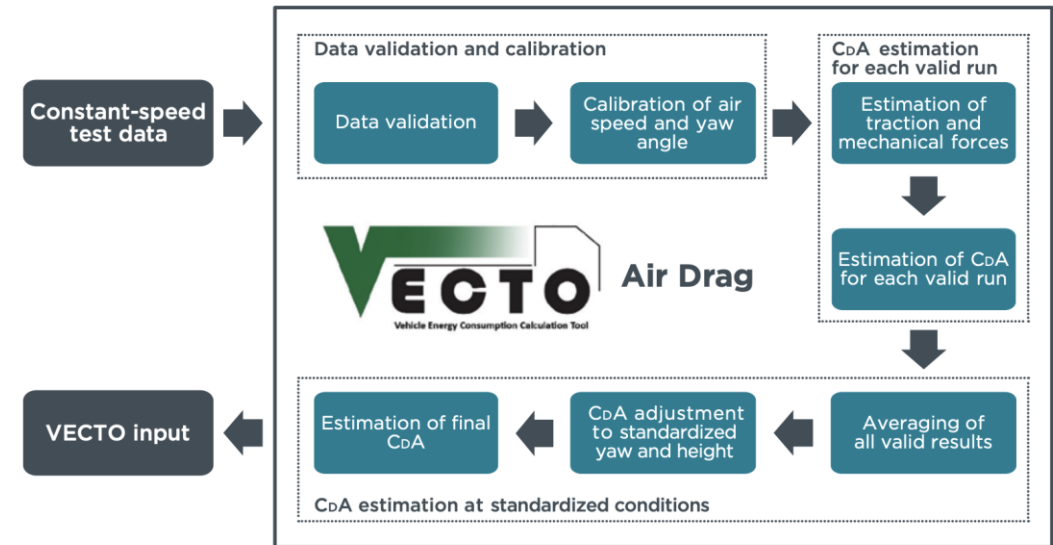 Data validation and calibration
CDA estimation
for each valid run
Constant-speed
test data
Data validation
Calibration of air
speed and yaw
angle
Estimation of
traction and
mechanical forces
Estimation of CDA
for each valid run
VECTO
Vehicle Energy Consumption Calculation Tool
Air Drag
VECTO input
Estimation of final
CDA
CDA adjustment
to standardized
yaw and height
Averaging of
all valid results
CDA estimation at standardized conditions